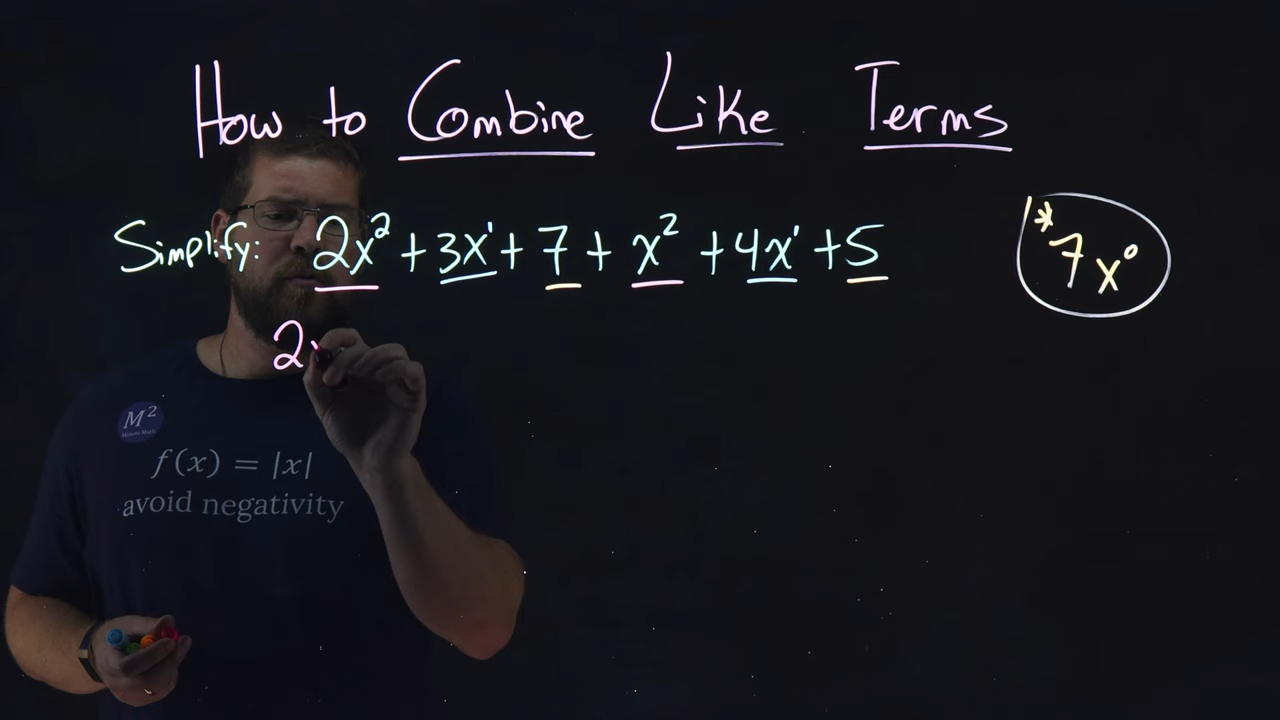 How to Combine Like Terms
Simplify: 2x² + 3x¹ + 7 + x² + 4x¹ + 5
* 7x⁰
2
M²
f(x) = |x|
avoid negativity